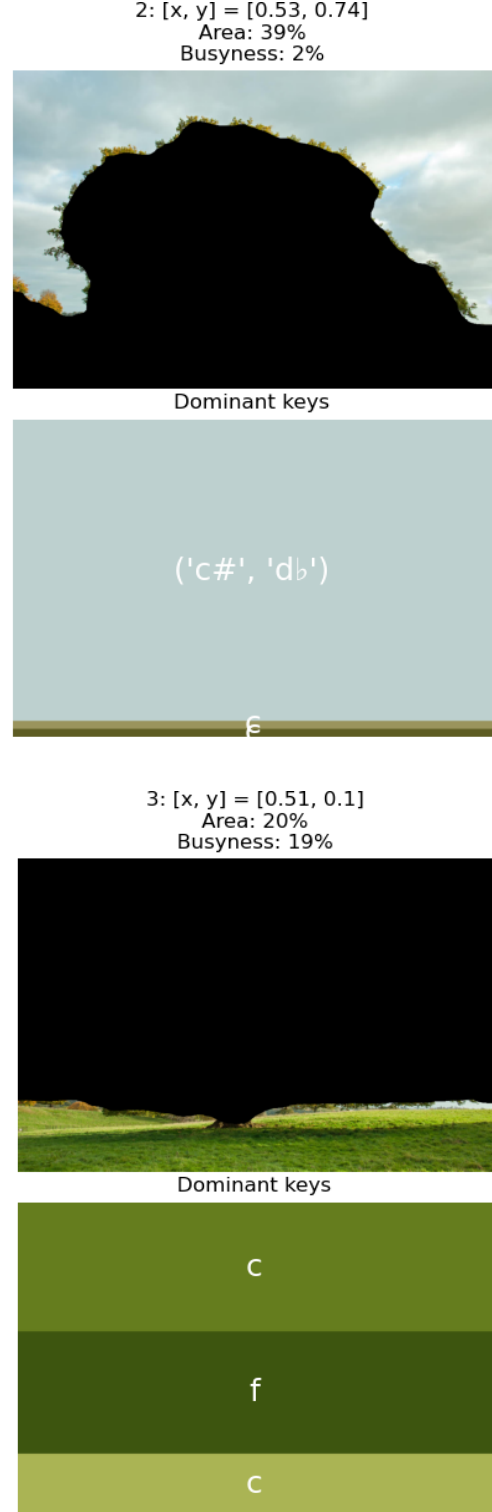 2: [x, y] = [0.53, 0.74]
Area: 39%
Busyness: 2%
Dominant keys
('c#', 'd♭')
c
3: [x, y] = [0.51, 0.1]
Area: 20%
Busyness: 19%
Dominant keys
c
f
c